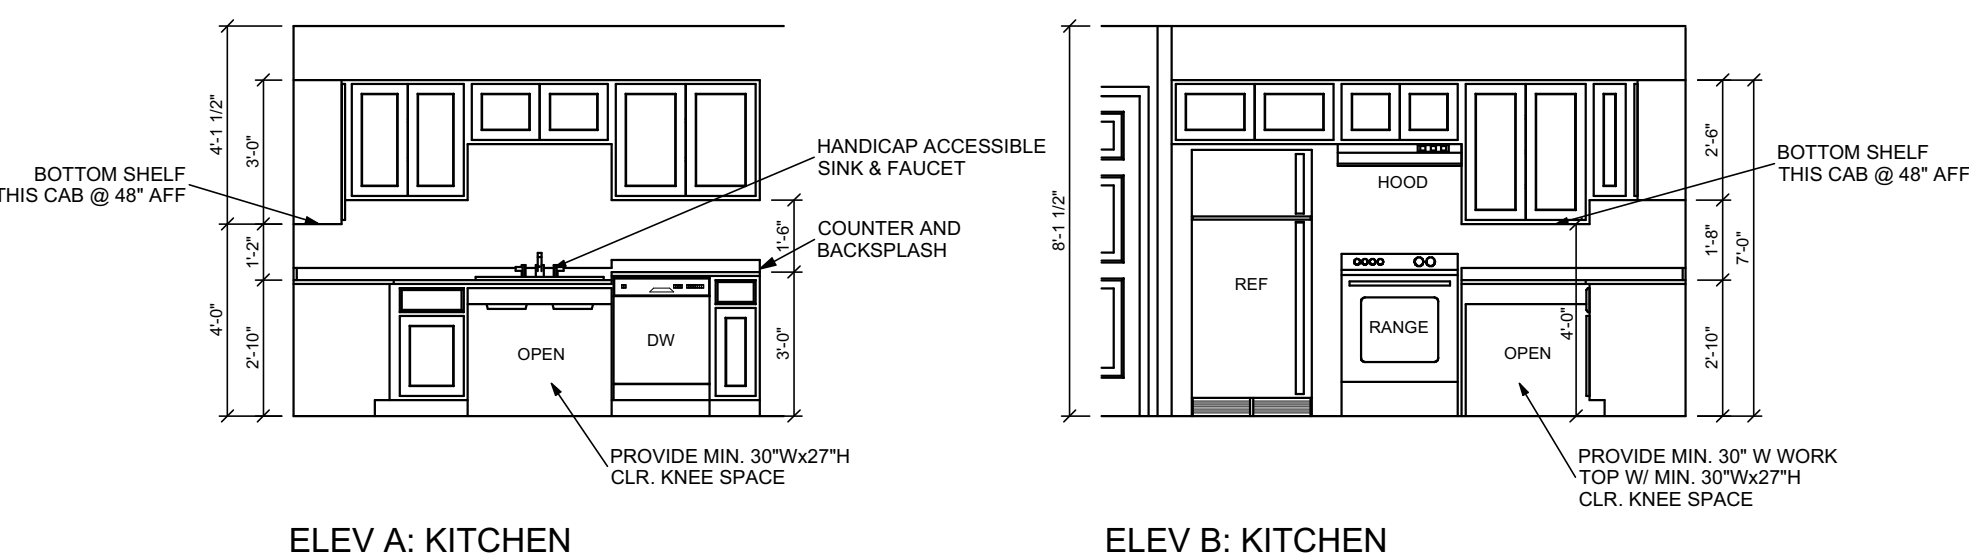 4'-1 1/2"
3'-0"
BOTTOM SHELF
THIS CAB @ 48" AFF
1'-2"
4'-0"
2'-10"
HANDICAP ACCESSIBLE
SINK & FAUCET
1'-6"
COUNTER AND
BACKSPLASH
3'-0"
OPEN
DW
PROVIDE MIN. 30"Wx27"H
CLR. KNEE SPACE
ELEV A: KITCHEN
8'-1 1/2"
HOOD
REF
RANGE
4'-0"
OPEN
2'-6"
1'-8"
7'-0"
2'-10"
BOTTOM SHELF
THIS CAB @ 48" AFF
PROVIDE MIN. 30" W WORK
TOP W/ MIN. 30"Wx27"H
CLR. KNEE SPACE
ELEV B: KITCHEN